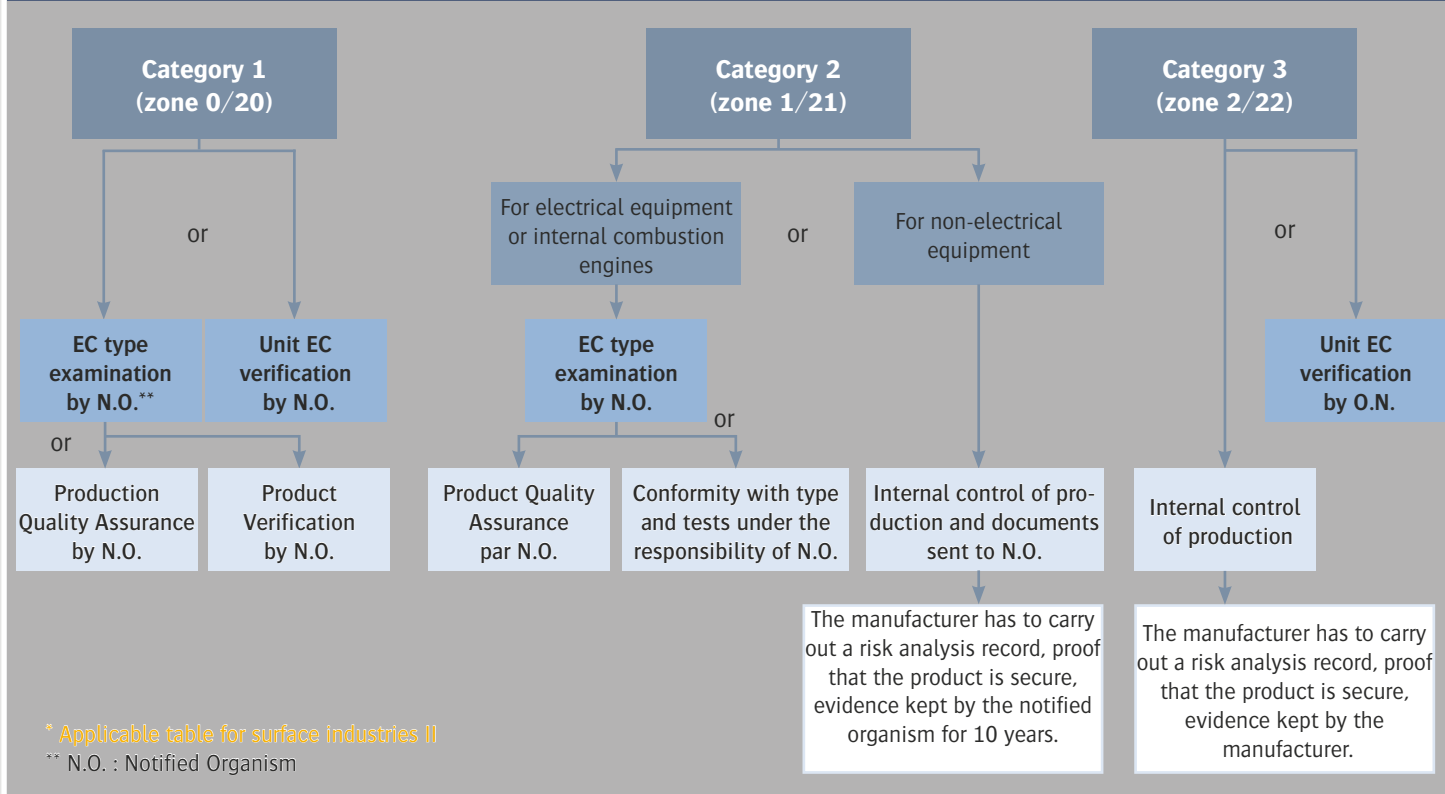 Category 1
(zone 0/20)
Category 2
(zone 1/21)
Category 3
(zone 2/22)
or
For electrical equipment
or internal combustion
engines
or
For non-electrical
equipment
or
EC type
examination
by N.O.**
Unit EC
verification
by N.O.
EC type
examination
by N.O.
Unit EC
verification
by O.N.
or
or
Production
Quality Assurance
by N.O.
Product
Verification
by N.O.
Product Quality
Assurance
par N.O.
Conformity with type
and tests under the
responsibility of N.O.
Internal control of pro-
duction and documents
sent to N.O.
Internal control
of production
The manufacturer has to carry
out a risk analysis record, proof
that the product is secure,
evidence kept by the notified
organism for 10 years.
The manufacturer has to carry
out a risk analysis record, proof
that the product is secure,
evidence kept by the
manufacturer.
* Applicable table for surface industries II
** N.O. : Notified Organism